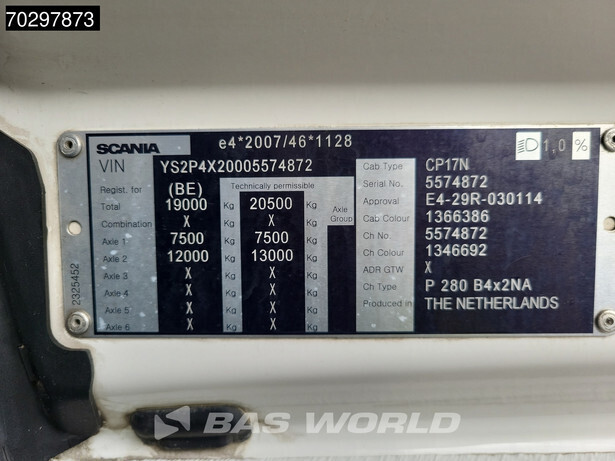 70297873
SCANIA e4*2007/46*1128 1,0 %
VIN YS2P4X20005574872 Cab Type CP17N
Regist. for (BE) Technically permissible Serial No. 5574872
Total 19000 Kg 20500 Kg Axle Group Approval E4-29R-030114
Combination X Kg X Kg Cab Colour 1366386
Axle 1 7500 Kg 7500 Kg Ch No. 5574872
Axle 2 12000 Kg 13000 Kg Ch Colour 1346692
Axle 3 X Kg X Kg ADR GTW X
Axle 4 X Kg X Kg Ch Type P 280 B4x2NA
Axle 5 X Kg X Kg Produced in THE NETHERLANDS
Axle 6 X Kg X Kg
2325452
BAS WORLD